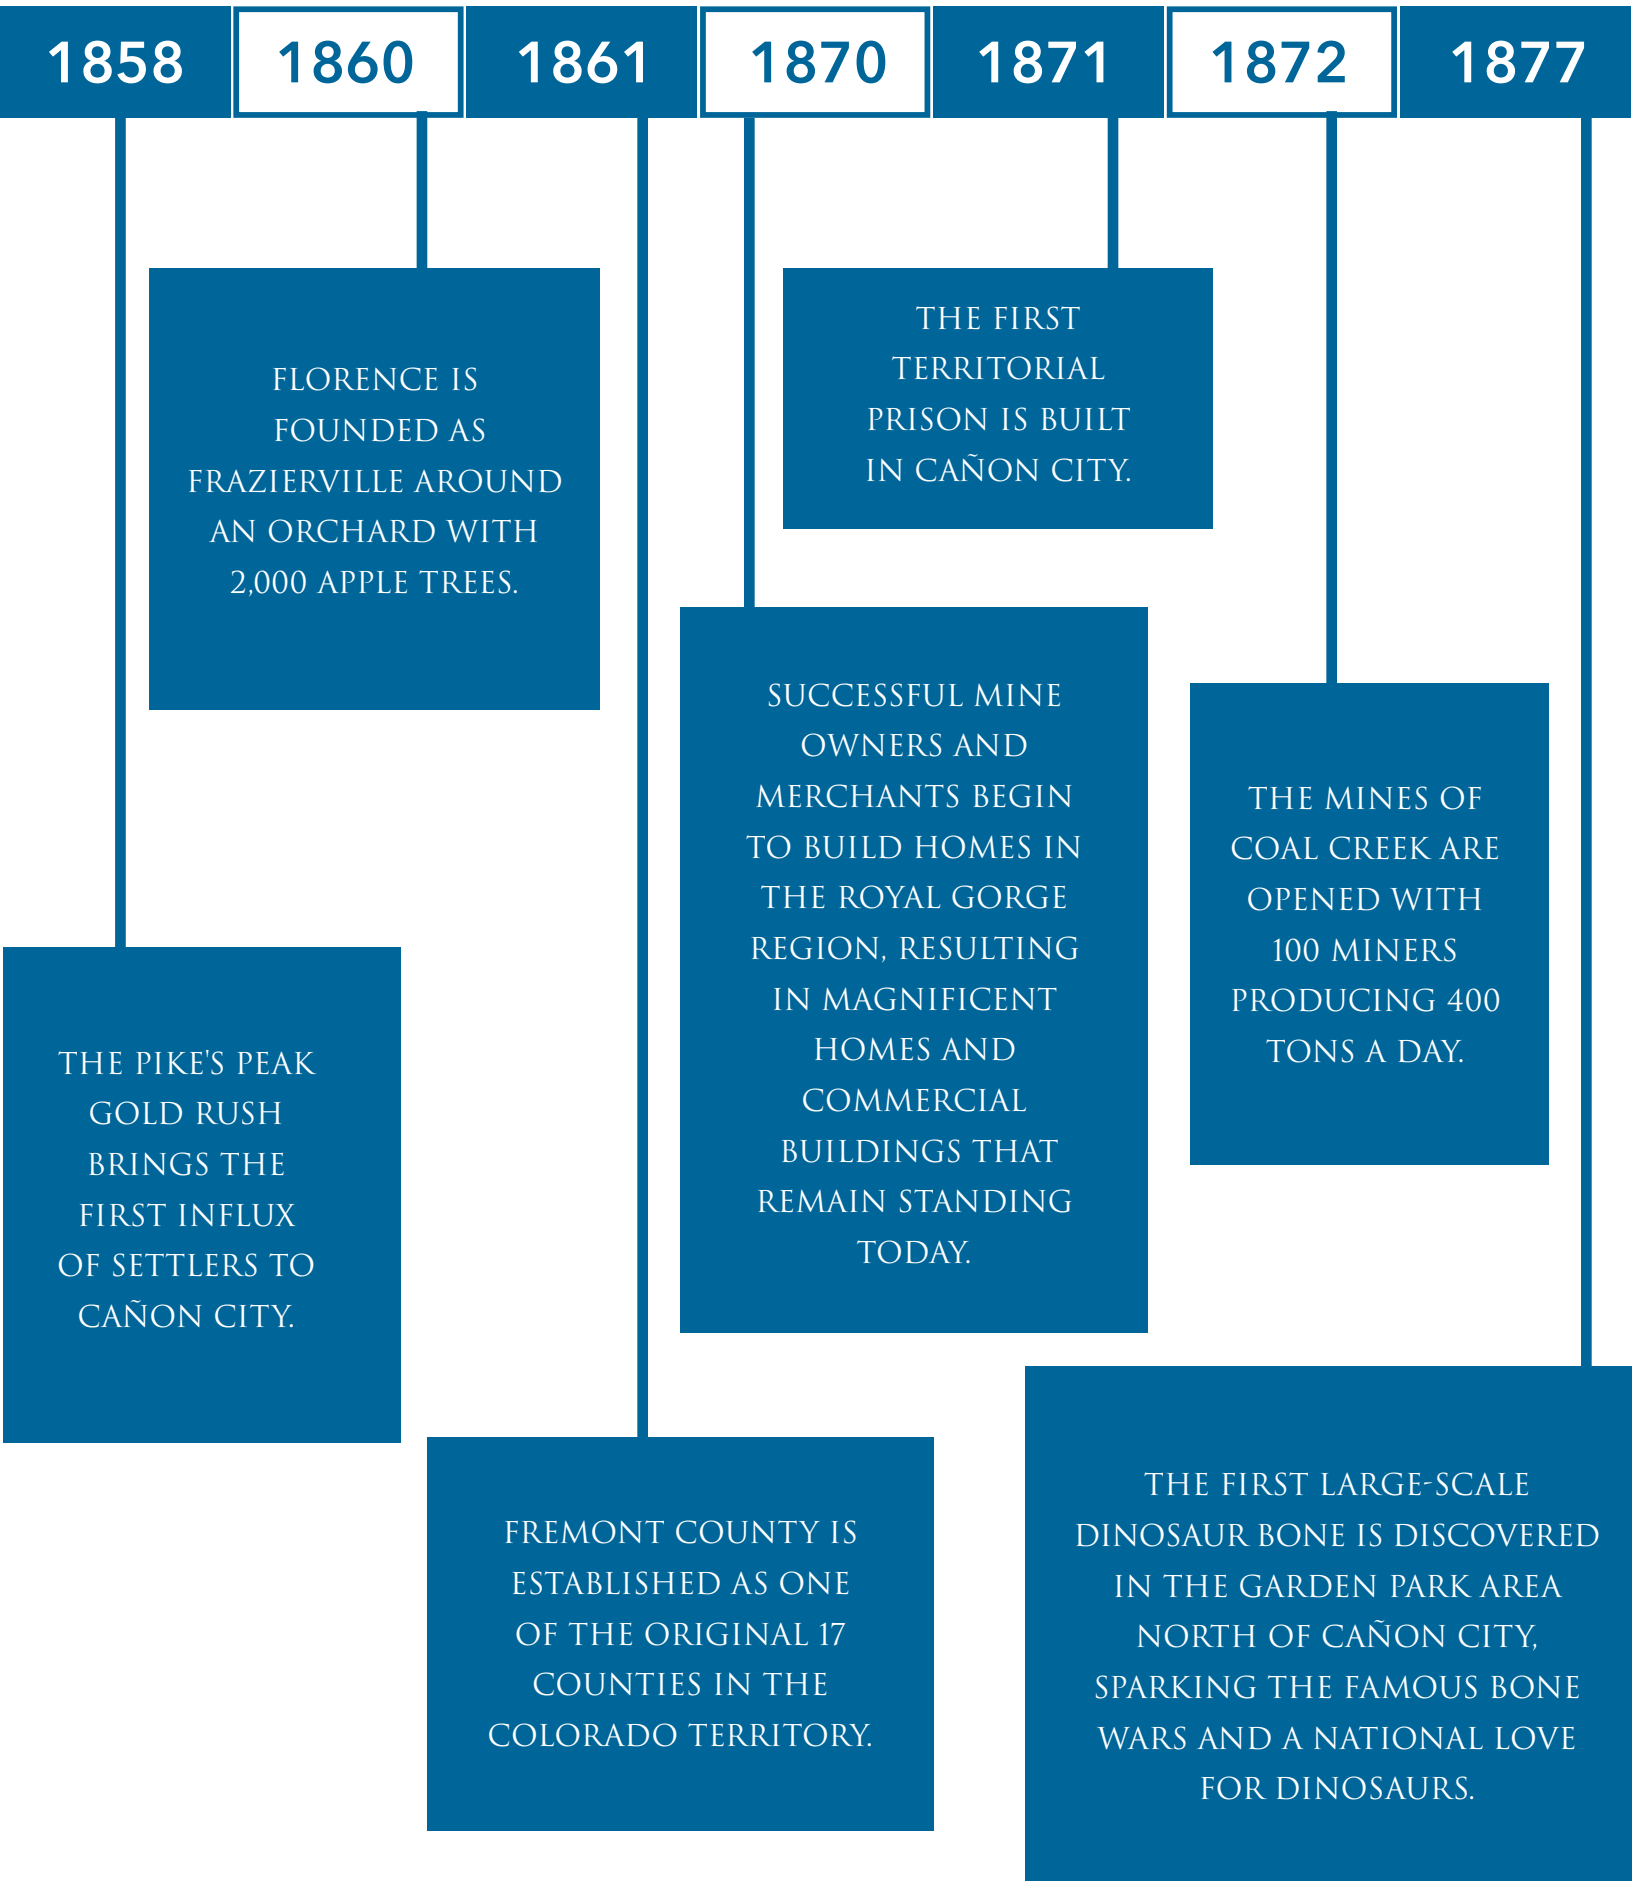 1858
1860
1861
1870
1871
1872
1877
FLORENCE IS
FOUNDED AS
FRAZIERVILLE AROUND
AN ORCHARD WITH
2,000 APPLE TREES.
THE FIRST
TERRITORIAL
PRISON IS BUILT
IN CAÑON CITY.
SUCCESSFUL MINE
OWNERS AND
MERCHANTS BEGIN
TO BUILD HOMES IN
THE ROYAL GORGE
REGION, RESULTING
IN MAGNIFICENT
HOMES AND
COMMERCIAL
BUILDINGS THAT
REMAIN STANDING
TODAY.
THE MINES OF
COAL CREEK ARE
OPENED WITH
100 MINERS
PRODUCING 400
TONS A DAY.
THE PIKE'S PEAK
GOLD RUSH
BRINGS THE
FIRST INFLUX
OF SETTLERS TO
CAÑON CITY.
FREMONT COUNTY IS
ESTABLISHED AS ONE
OF THE ORIGINAL 17
COUNTIES IN THE
COLORADO TERRITORY.
THE FIRST LARGE-SCALE
DINOSAUR BONE IS DISCOVERED
IN THE GARDEN PARK AREA
NORTH OF CAÑON CITY,
SPARKING THE FAMOUS BONE
WARS AND A NATIONAL LOVE
FOR DINOSAURS.